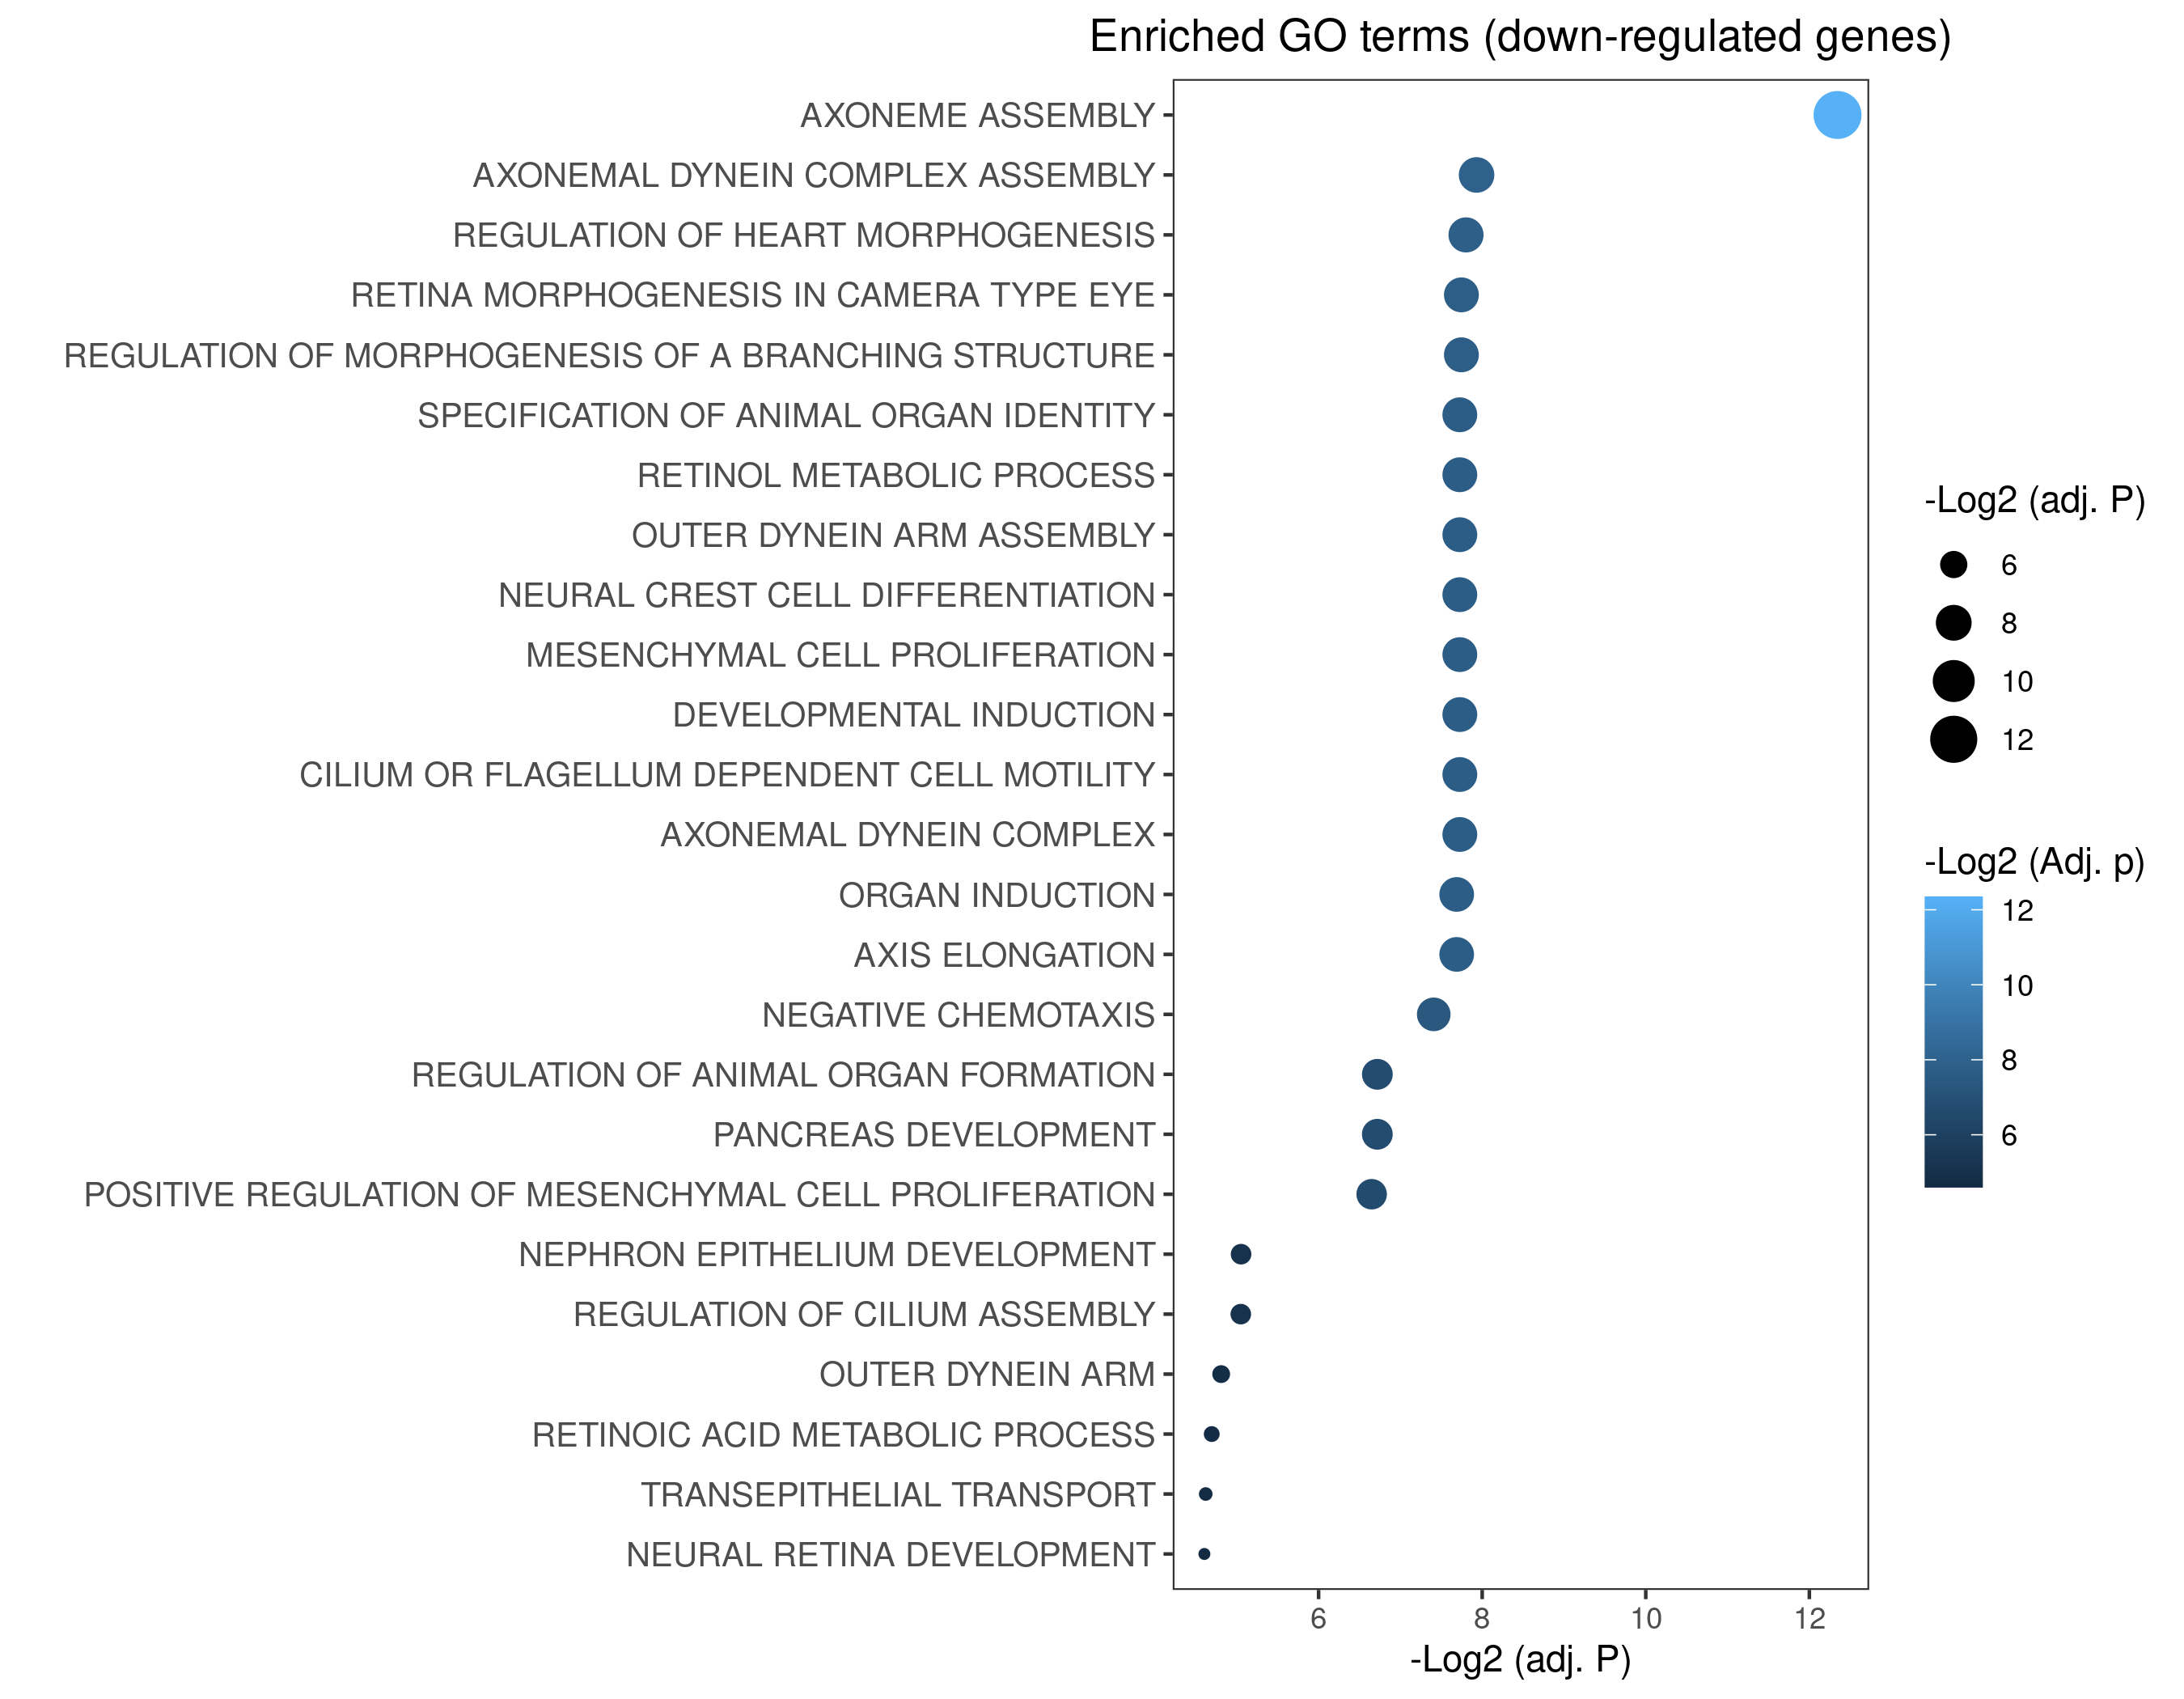 Enriched GO terms (down-regulated genes)
AXONEME ASSEMBLY
AXONEMAL DYNEIN COMPLEX ASSEMBLY
REGULATION OF HEART MORPHOGENESIS
RETINA MORPHOGENESIS IN CAMERA TYPE EYE
REGULATION OF MORPHOGENESIS OF A BRANCHING STRUCTURE
SPECIFICATION OF ANIMAL ORGAN IDENTITY
RETINOL METABOLIC PROCESS
OUTER DYNEIN ARM ASSEMBLY
NEURAL CREST CELL DIFFERENTIATION
MESENCHYMAL CELL PROLIFERATION
DEVELOPMENTAL INDUCTION
CILIUM OR FLAGELLUM DEPENDENT CELL MOTILITY
AXONEMAL DYNEIN COMPLEX
ORGAN INDUCTION
AXIS ELONGATION
NEGATIVE CHEMOTAXIS
REGULATION OF ANIMAL ORGAN FORMATION
PANCREAS DEVELOPMENT
POSITIVE REGULATION OF MESENCHYMAL CELL PROLIFERATION
NEPHRON EPITHELIUM DEVELOPMENT
REGULATION OF CILIUM ASSEMBLY
OUTER DYNEIN ARM
RETINOIC ACID METABOLIC PROCESS
TRANSEPITHELIAL TRANSPORT
NEURAL RETINA DEVELOPMENT
6 8 10 12
-Log2 (adj. P)
-Log2 (adj. P)
6
8
10
12
-Log2 (Adj. p)
12
10
8
6